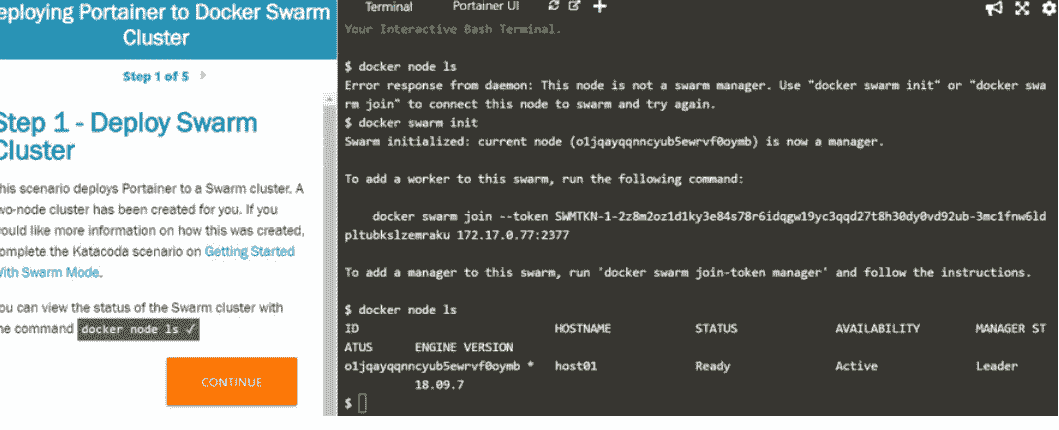 eploying Portainer to Docker Swarm
Cluster
Step 1 of 5
Step 1 - Deploy Swarm
Cluster
his scenario deploys Portainer to a Swarm cluster. A
wo-node cluster has been created for you. If you
ould like more information on how this was created,
omplete the Katacoda scenario on Getting Started
With Swarm Mode.
ou can view the status of the Swarm cluster with
he command docker node ls ✓
CONTINUE
Terminal Portainer UI
Your Interactive Bash Terminal.
$ docker node ls
Error response from daemon: This node is not a swarm manager. Use "docker swarm init" or "docker swa
rm join" to connect this node to swarm and try again.
$ docker swarm init
Swarm initialized: current node (o1jqayqqnncyub5ewrvf0oymb) is now a manager.
To add a worker to this swarm, run the following command:
docker swarm join --token SWMTKN-1-2z8m2oz1d1ky3e84s78r6idqgw19yc3qqd27t8h30dy0vd92ub-3mc1fnw6ld
pltubkslzemraku 172.17.0.77:2377
To add a manager to this swarm, run 'docker swarm join-token manager' and follow the instructions.
$ docker node ls
ID HOSTNAME STATUS AVAILABILITY MANAGER ST
ATUS ENGINE VERSION
o1jqayqqnncyub5ewrvf0oymb * host01 Ready Active Leader
18.09.7
$